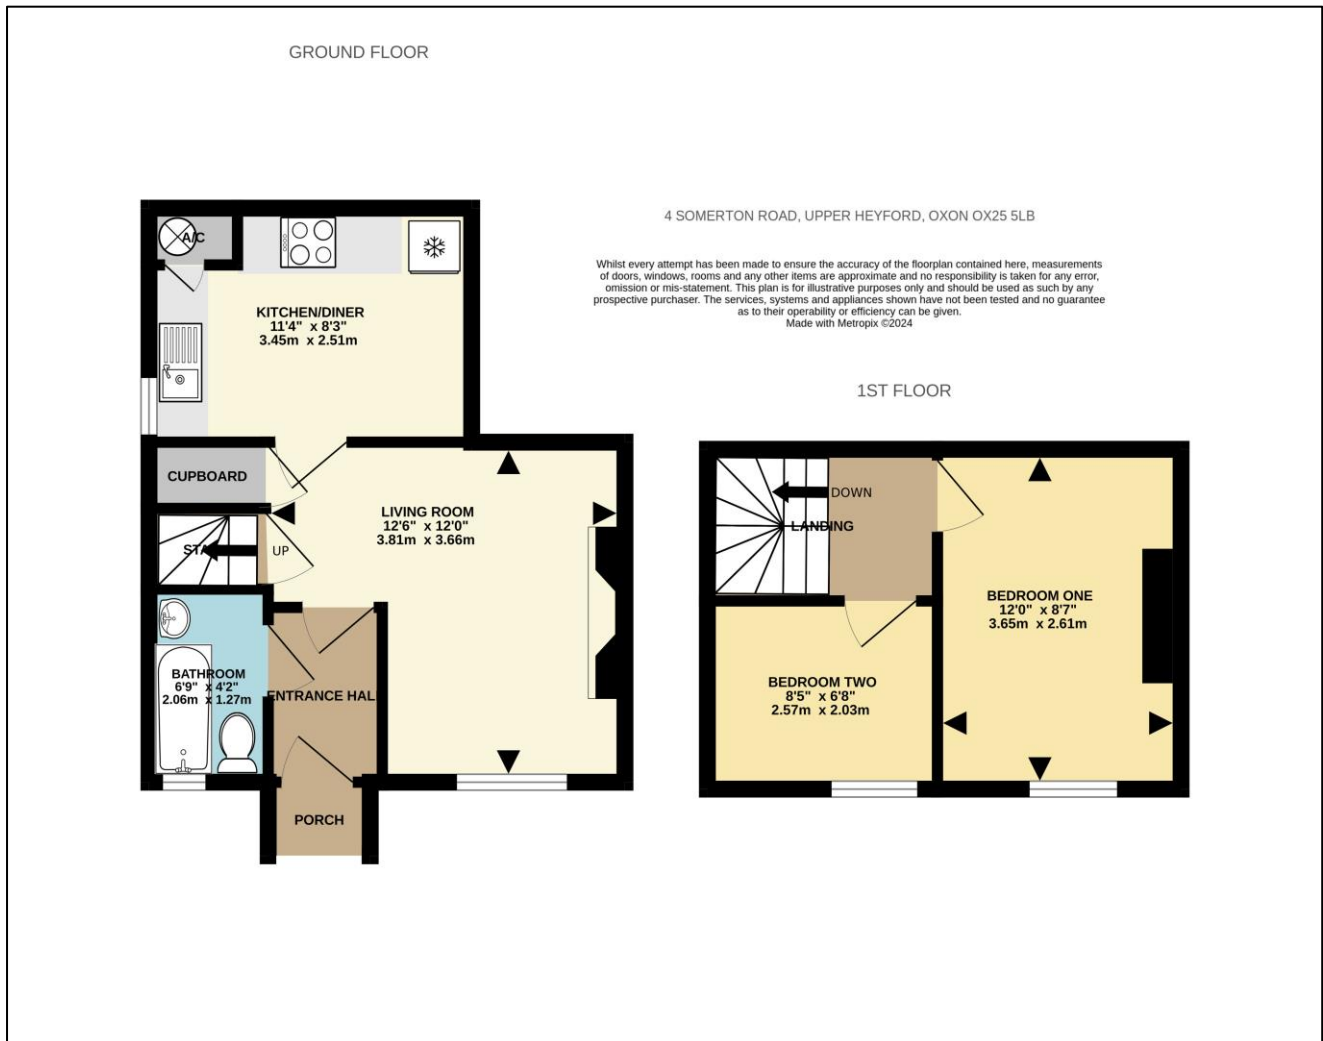 GROUND FLOOR
4 SOMERTON ROAD, UPPER HEYFORD, OXON OX25 5LB
Whilst every attempt has been made to ensure the accuracy of the floorplan contained here, measurements
of doors, windows, rooms and any other items are approximate and no responsibility is taken for any error,
omission or mis-statement. This plan is for illustrative purposes only and should be used as such by any
prospective purchaser. The services, systems and appliances shown have not been tested and no guarantee
as to their operability or efficiency can be given.
Made with Metropix ©2024
A/C
KITCHEN/DINER
11'4" x 8'3"
3.45m x 2.51m
CUPBOARD
LIVING ROOM
12'6" x 12'0"
3.81m x 3.66m
UP
BATHROOM
6'9" x 4'2"
2.06m x 1.27m
ENTRANCE HAL
PORCH
1ST FLOOR
DOWN
LANDING
BEDROOM ONE
12'0" x 8'7"
3.65m x 2.61m
BEDROOM TWO
8'5" x 6'8"
2.57m x 2.03m